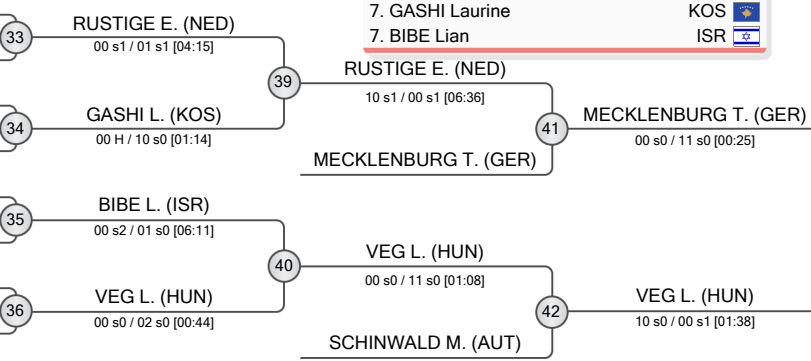 7. GASHI Laurine KOS
7. BIBE Lian ISR
33
RUSTIGE E. (NED)
00 s1 / 01 s1 [04:15]
39
RUSTIGE E. (NED)
10 s1 / 00 s1 [06:36]
34
GASHI L. (KOS)
00 H / 10 s0 [01:14]
41
MECKLENBURG T. (GER)
00 s0 / 11 s0 [00:25]
MECKLENBURG T. (GER)
35
BIBE L. (ISR)
00 s2 / 01 s0 [06:11]
40
VEG L. (HUN)
00 s0 / 11 s0 [01:08]
36
VEG L. (HUN)
00 s0 / 02 s0 [00:44]
42
VEG L. (HUN)
10 s0 / 00 s1 [01:38]
SCHINWALD M. (AUT)